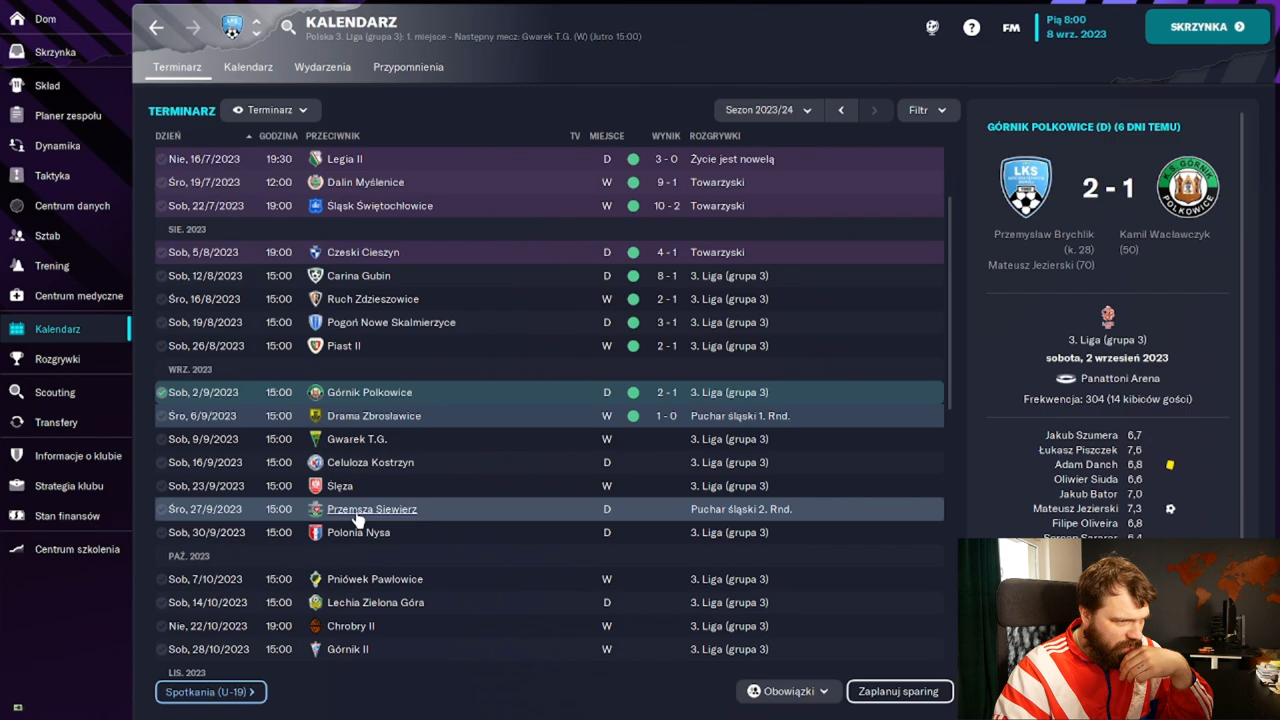 Dom
Skrzynka
Skład
Planer zespołu
Dynamika
Taktyka
Centrum danych
Sztab
Trening
Centrum medyczne
Kalendarz
Rozgrywki
Scouting
Transfery
Informacje o klubie
Strategia klubu
Stan finansów
Centrum szkolenia
KALENDARZ
Polska 3. Liga (grupa 3): 1. miejsce - Następny mecz: Gwarek T.G. (W) (Jutro 15:00)
FM
Pią 8:00
8 wrz. 2023
SKRZYNKA
Terminarz Kalendarz Wydarzenia Przypomnienia
TERMINARZ Terminarz Sezon 2023/24 Filtr
DZIEŃ GODZINA PRZECIWNIK TV MIEJSCE WYNIK ROZGRYWKI
Nie, 16/7/2023 19:30 Legia II D 3 - 0 Życie jest nowelą
Śro, 19/7/2023 12:00 Dalin Myślenice W 9 - 1 Towarzyski
Sob, 22/7/2023 19:00 Śląsk Świętochłowice W 10 - 2 Towarzyski
SIE. 2023
Sob, 5/8/2023 19:00 Czeski Cieszyn D 4 - 1 Towarzyski
Sob, 12/8/2023 15:00 Carina Gubin D 8 - 1 3. Liga (grupa 3)
Śro, 16/8/2023 15:00 Ruch Zdzieszowice W 2 - 1 3. Liga (grupa 3)
Sob, 19/8/2023 15:00 Pogoń Nowe Skalmierzyce D 3 - 1 3. Liga (grupa 3)
Sob, 26/8/2023 15:00 Piast II W 2 - 1 3. Liga (grupa 3)
WRZ. 2023
Sob, 2/9/2023 15:00 Górnik Polkowice D 2 - 1 3. Liga (grupa 3)
Śro, 6/9/2023 15:00 Drama Zbrosławice W 1 - 0 Puchar śląski 1. Rnd.
Sob, 9/9/2023 15:00 Gwarek T.G. W 3. Liga (grupa 3)
Sob, 16/9/2023 15:00 Celuloza Kostrzyn D 3. Liga (grupa 3)
Sob, 23/9/2023 15:00 Ślęza W 3. Liga (grupa 3)
Śro, 27/9/2023 15:00 Przemsza Siewierz D Puchar śląski 2. Rnd.
Sob, 30/9/2023 15:00 Polonia Nysa D 3. Liga (grupa 3)
PAŹ. 2023
Sob, 7/10/2023 15:00 Pniówek Pawłowice W 3. Liga (grupa 3)
Sob, 14/10/2023 15:00 Lechia Zielona Góra D 3. Liga (grupa 3)
Nie, 22/10/2023 19:00 Chrobry II W 3. Liga (grupa 3)
Sob, 28/10/2023 15:00 Górnik II W 3. Liga (grupa 3)
LIS. 2023
Spotkania (U-19)
Obowiązki
Zaplanuj sparing
GÓRNIK POLKOWICE (D) (6 DNI TEMU)
LKS
K.S. GÓRNIK
POLKOWICE
2 - 1
Przemysław Brychlik
(k. 28)
Mateusz Jezierski (70)
Kamil Wacławczyk
(50)
3. Liga (grupa 3)
sobota, 2 wrzesień 2023
Panattoni Arena
Frekwencja: 304 (14 kibiców gości)
Jakub Szumera 6,7
Łukasz Piszczek 7,6
Adam Danch 6,8
Oliwier Siuda 6,6
Jakub Bator 7,0
Mateusz Jezierski 7,3
Filipe Oliveira 6,8